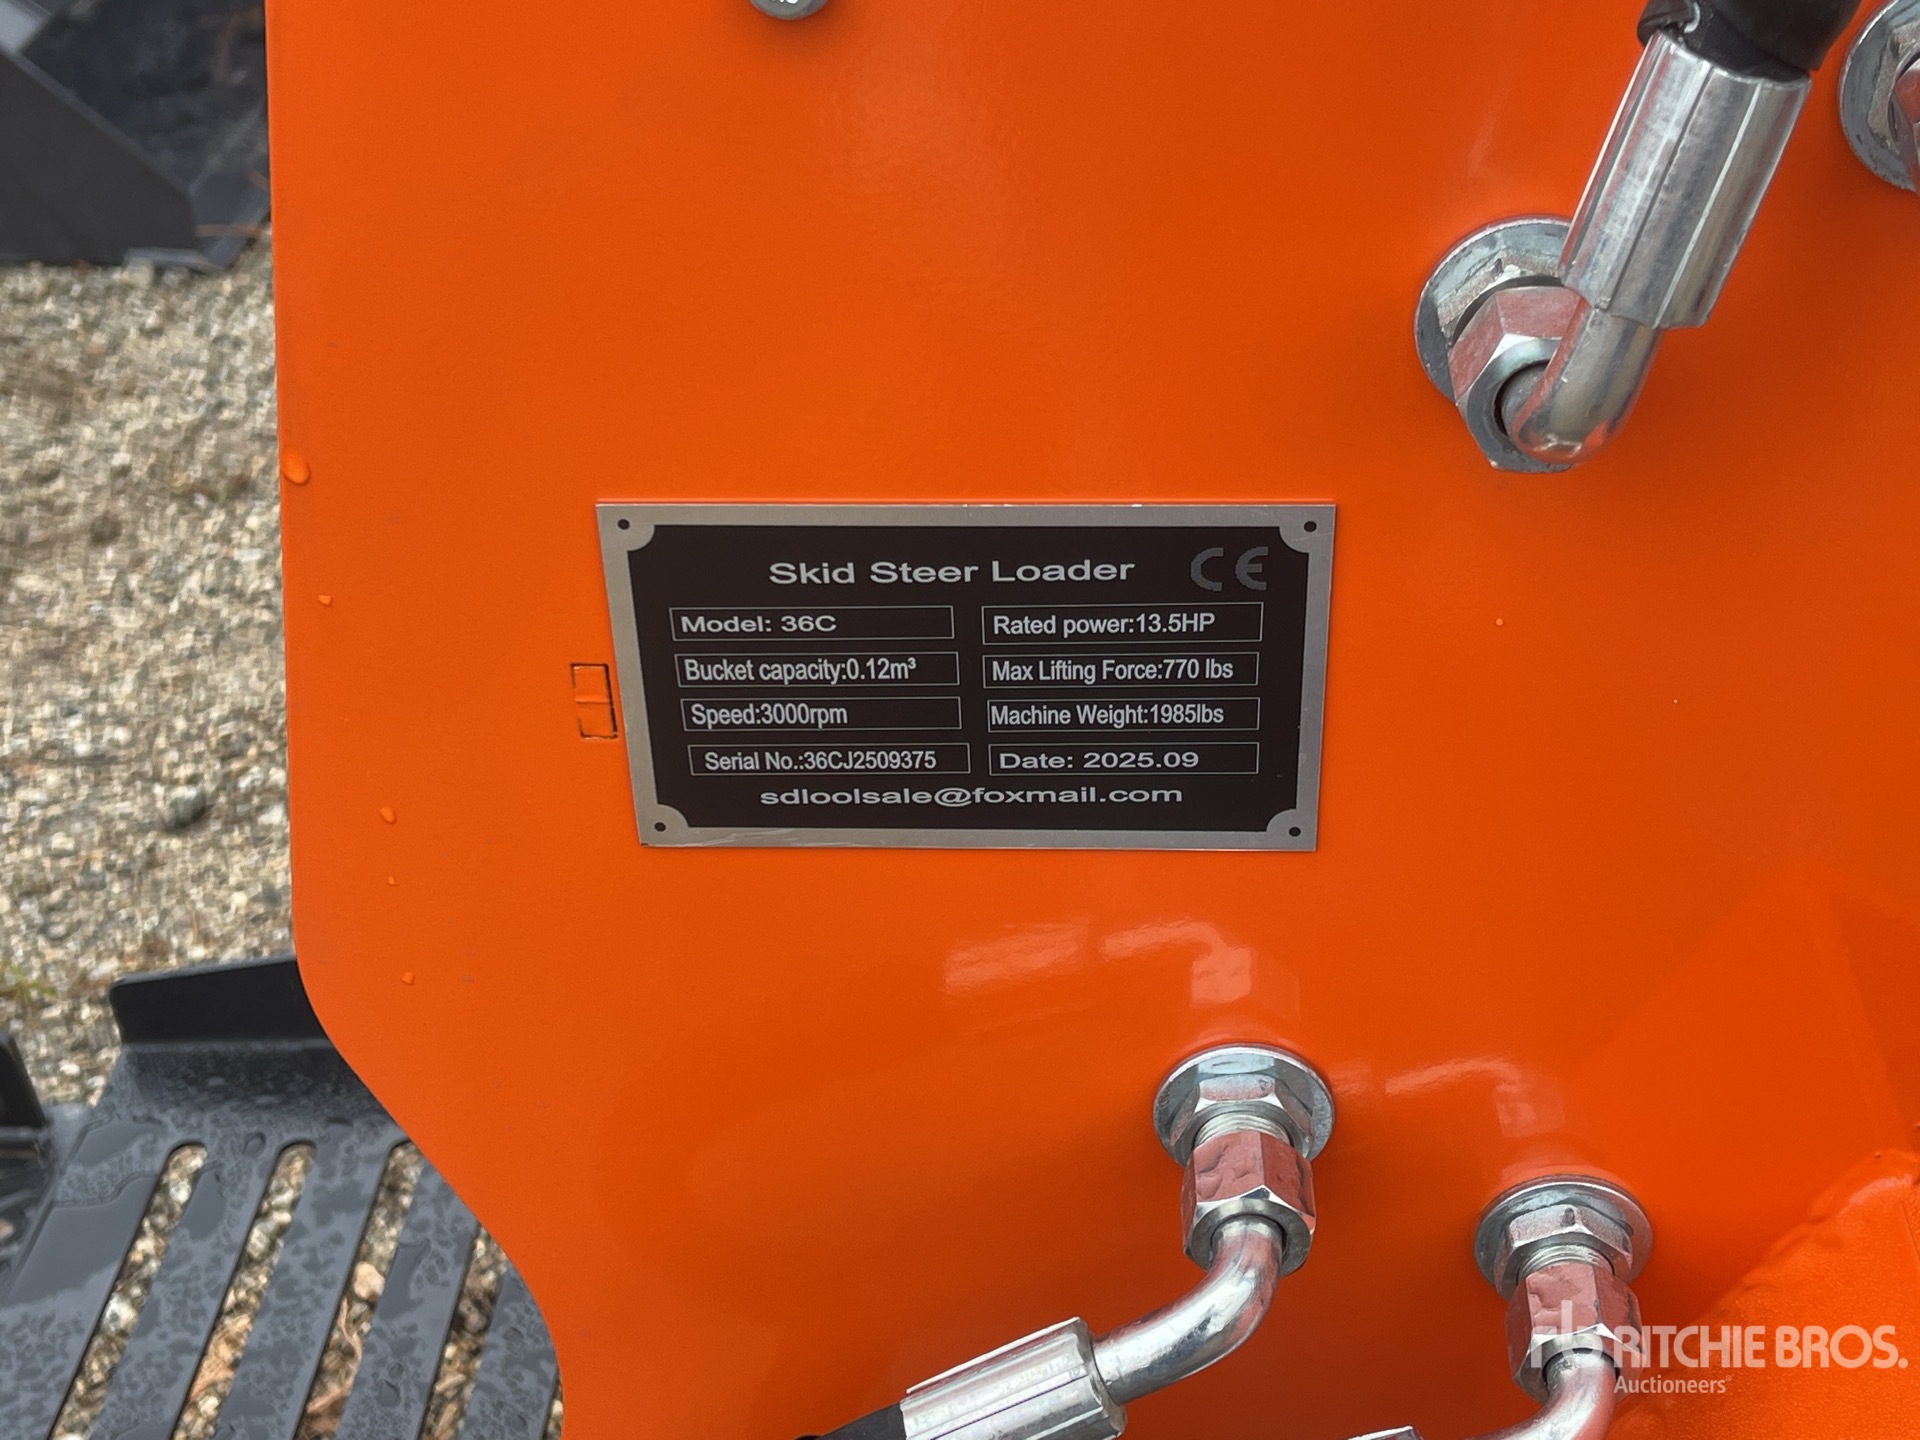 Skid Steer Loader CE
Model: 36C
Rated power:13.5HP
Bucket capacity:0.12m³
Max Lifting Force:770 lbs
Speed:3000rpm
Machine Weight:1985lbs
Serial No.:36CJ2509375
Date: 2025.09
sdloolsale@foxmail.com
rb RITCHIE BROS.
Auctioneers